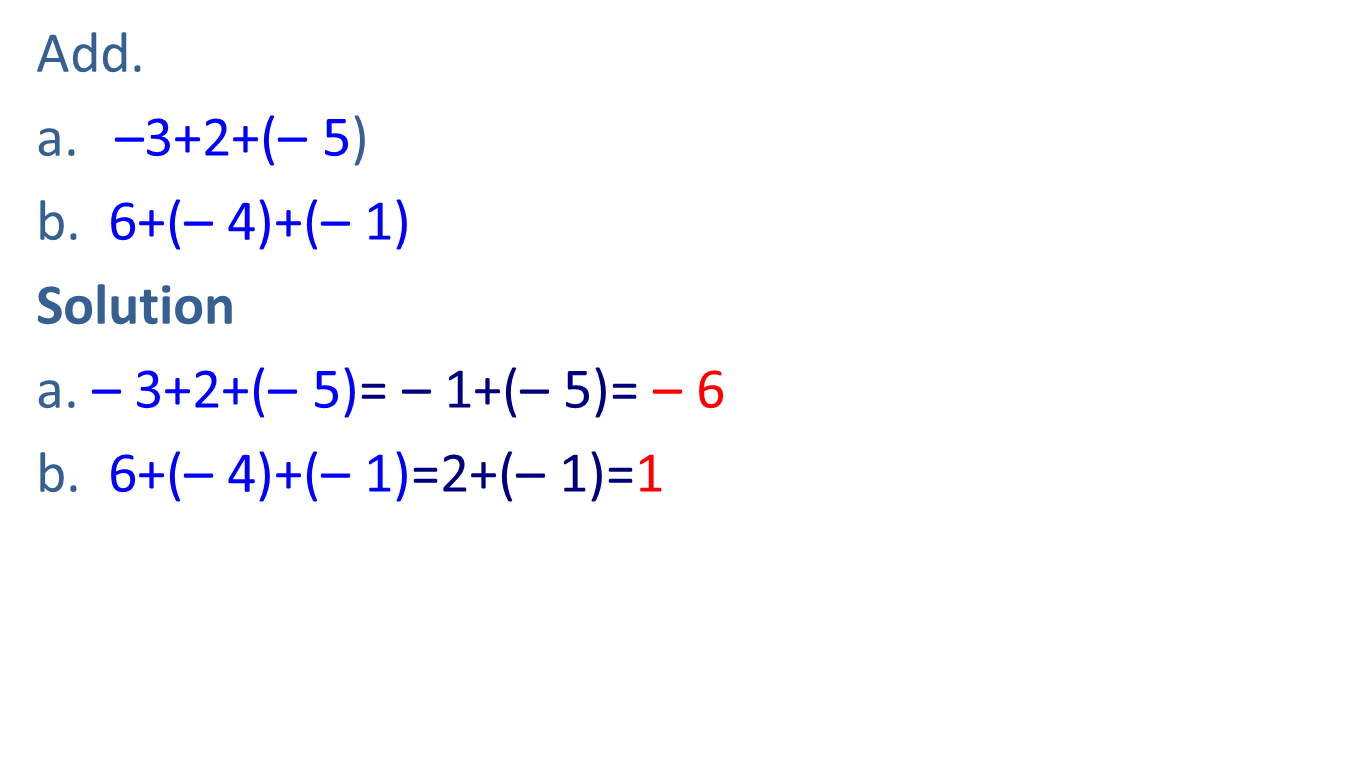 Add.
a. –3+2+(– 5)
b. 6+(– 4)+(– 1)
Solution
a. – 3+2+(– 5)= – 1+(– 5)= – 6
b. 6+(– 4)+(– 1)=2+(– 1)=1